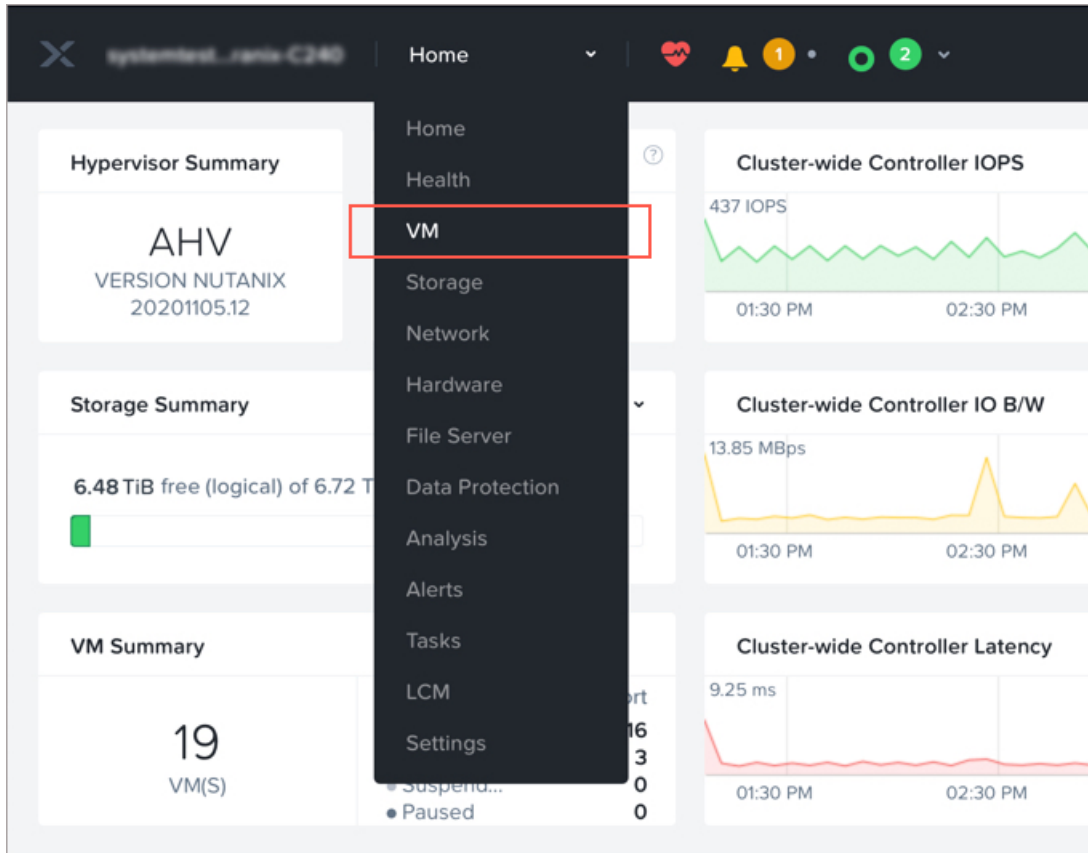 Home
1
2
Home
Health
VM
Storage
Network
Hardware
File Server
Data Protection
Analysis
Alerts
Tasks
LCM
Settings
Hypervisor Summary
AHV
VERSION NUTANIX
20201105.12
Storage Summary
6.48 TiB free (logical) of 6.72 T
VM Summary
19
VM(S)
16
3
Suspend... 0
Paused 0
Cluster-wide Controller IOPS
437 IOPS
01:30 PM 02:30 PM
Cluster-wide Controller IO B/W
13.85 MBps
01:30 PM 02:30 PM
Cluster-wide Controller Latency
9.25 ms
01:30 PM 02:30 PM